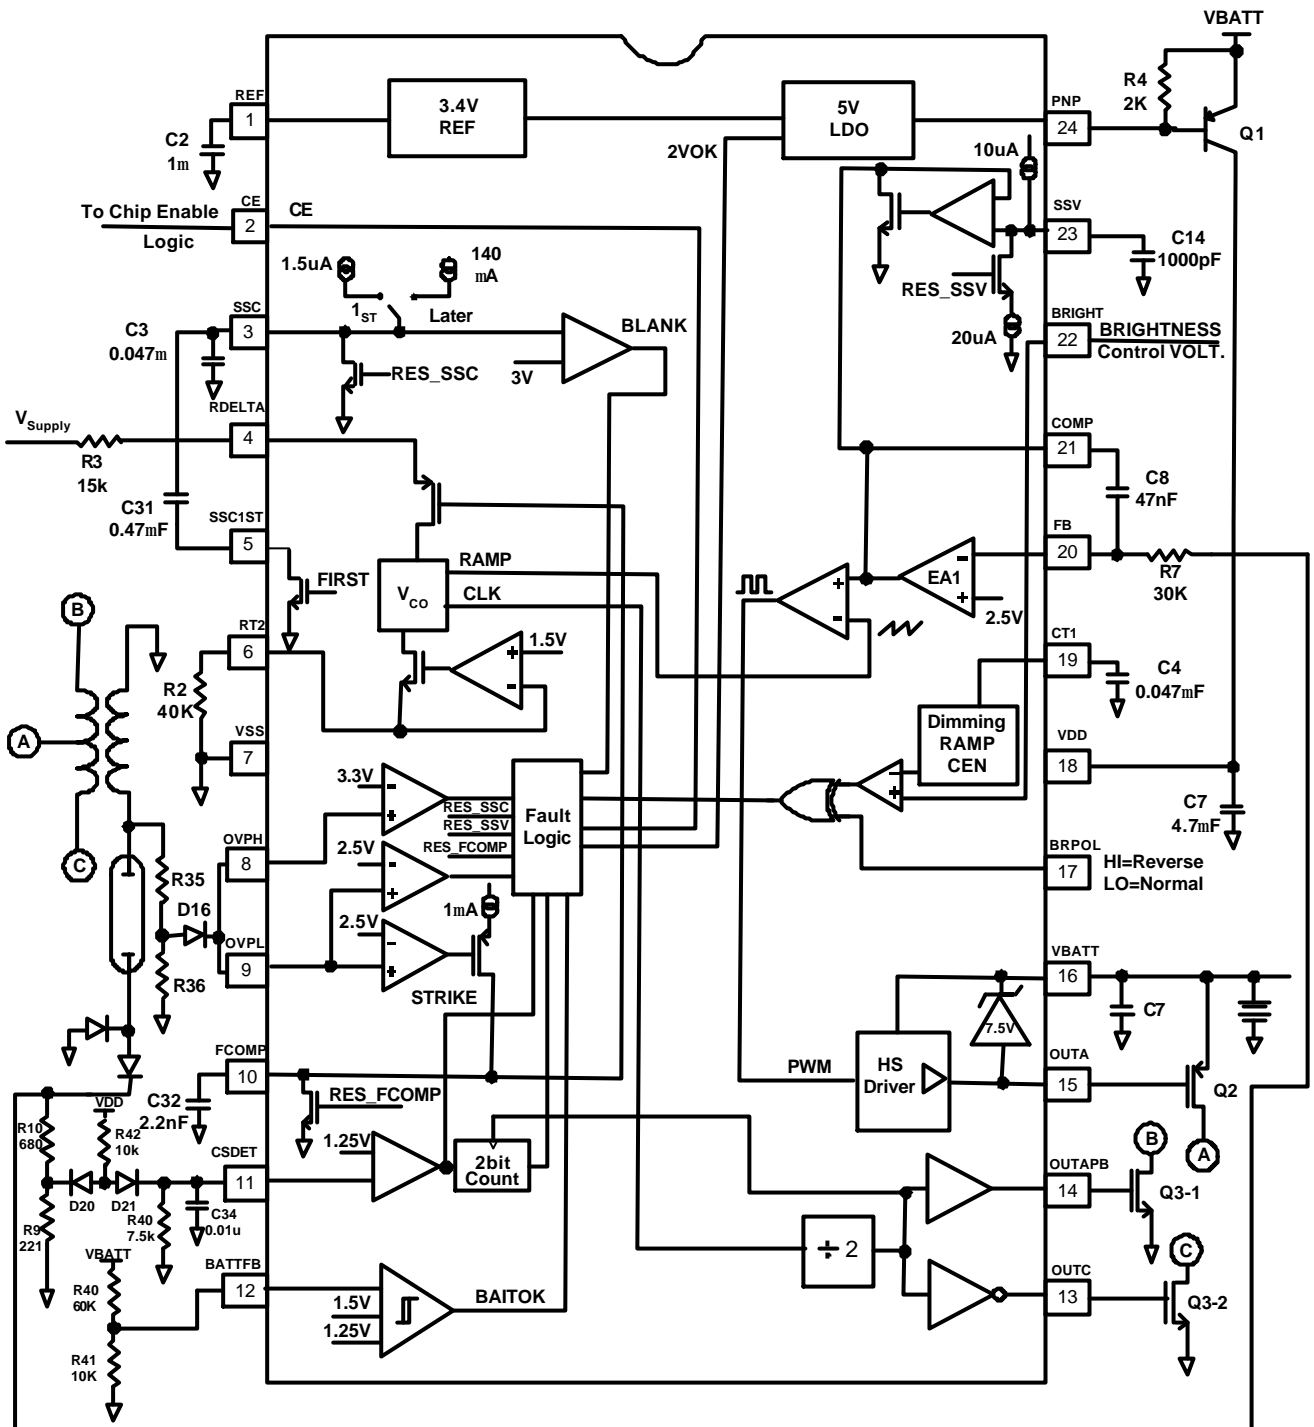 VBATT
R4
2K
Q1
REF
1
C2
1m
3.4V
REF
5V
LDO
PNP
24
2VOK
10uA
CE
2
CE
To Chip Enable
Logic
SSV
23
C14
1000pF
RES_SSV
20uA
1.5uA
140
mA
1ST
Later
SSC
3
C3
0.047m
BLANK
3V
RES_SSC
BRIGHT
22
BRIGHTNESS
Control VOLT.
VSupply
RDELTA
4
R3
15k
COMP
21
C8
47nF
C31
0.47mF
SSC1ST
5
FIRST
RAMP
VCO
CLK
FB
20
R7
30K
EA1
-
+
2.5V
+
-
B
RT2
6
1.5V
+
-
CT1
19
C4
0.047mF
R2
40K
A
VSS
7
Dimming
RAMP
CEN
VDD
18
3.3V
-
+
RES_SSC
RES_SSV
Fault
Logic
-
+
C7
4.7mF
C
OVPH
8
2.5V
-
+
RES_FCOMP
BRPOL
17
HI=Reverse
LO=Normal
R35
D16
1mA
OVPL
9
2.5V
-
+
R36
STRIKE
VBATT
16
C7
7.5V
FCOMP
10
PWM
HS
Driver
OUTA
15
Q2
C32
2.2nF
RES_FCOMP
VDD
R10
680
R42
10k
CSDET
11
1.25V
2bit
Count
B
A
OUTAPB
14
Q3-1
D20
D21
R40
7.5k
C34
0.01u
R9
221
÷ 2
C
VBATT
BATTFB
12
R40
60K
1.5V
1.25V
BAITOK
OUTC
13
Q3-2
R41
10K